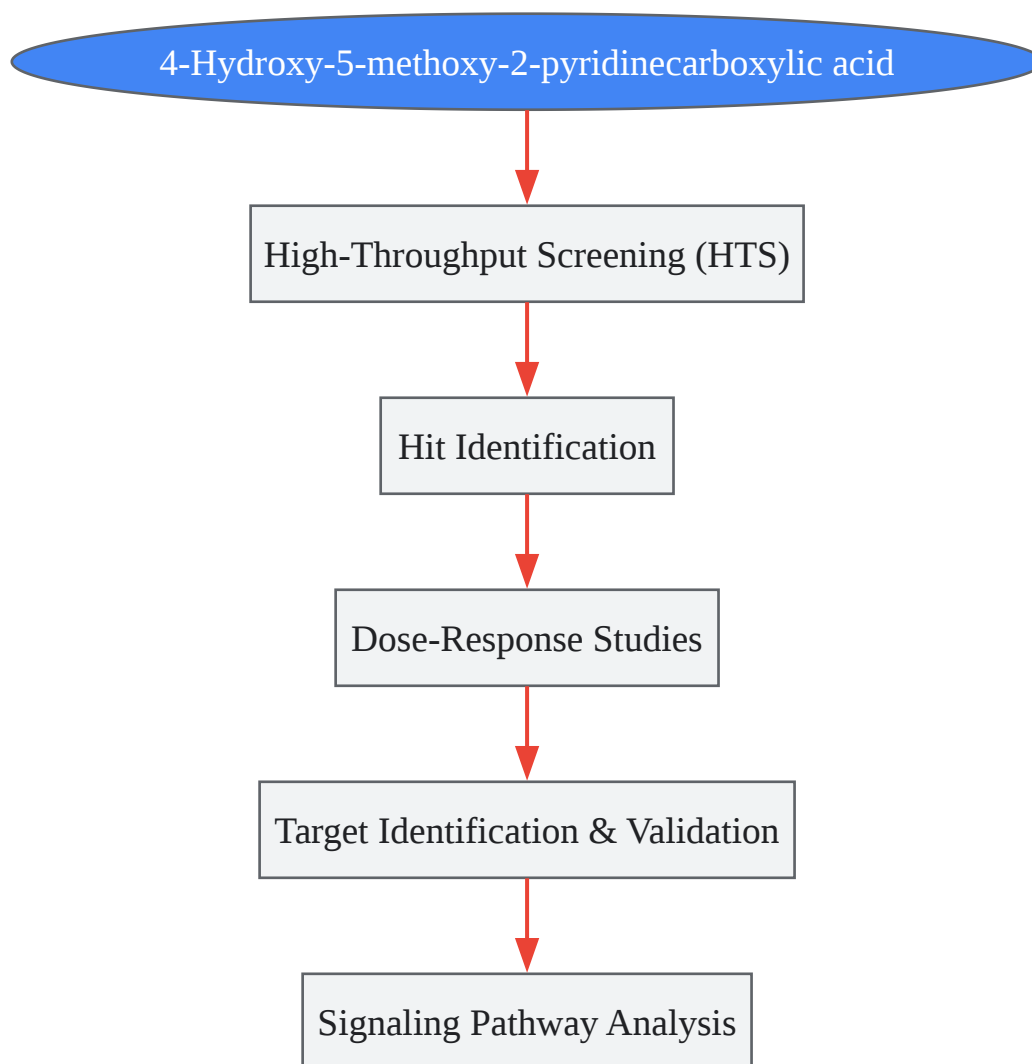 4-Hydroxy-5-methoxy-2-pyridinecarboxylic acid
High-Throughput Screening (HTS)
Hit Identification
Dose-Response Studies
Target Identification & Validation
Signaling Pathway Analysis